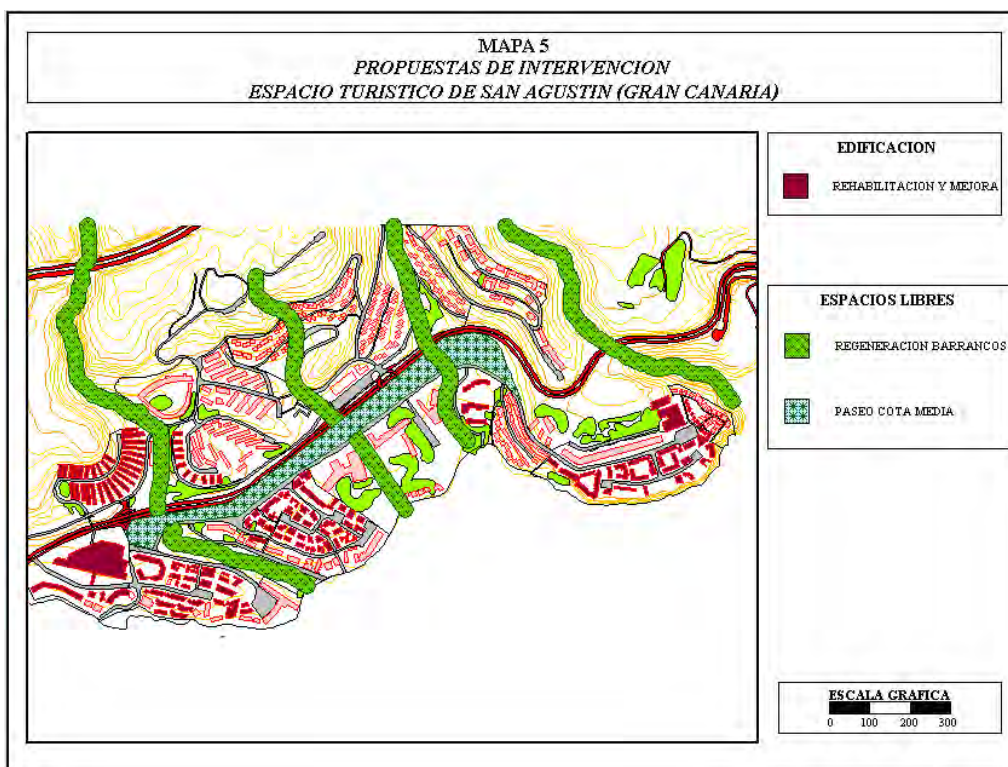 MAPA 5
PROPUESTAS DE INTERVENCION
ESPACIO TURISTICO DE SAN AGUSTIN (GRAN CANARIA)
EDIFICACION
REHABILITACION Y MEJORA
ESPACIOS LIBRES
REGENERACION BARRANCOS
PASEO COTA MEDIA
ESCALA GRAFICA
0 100 200 300